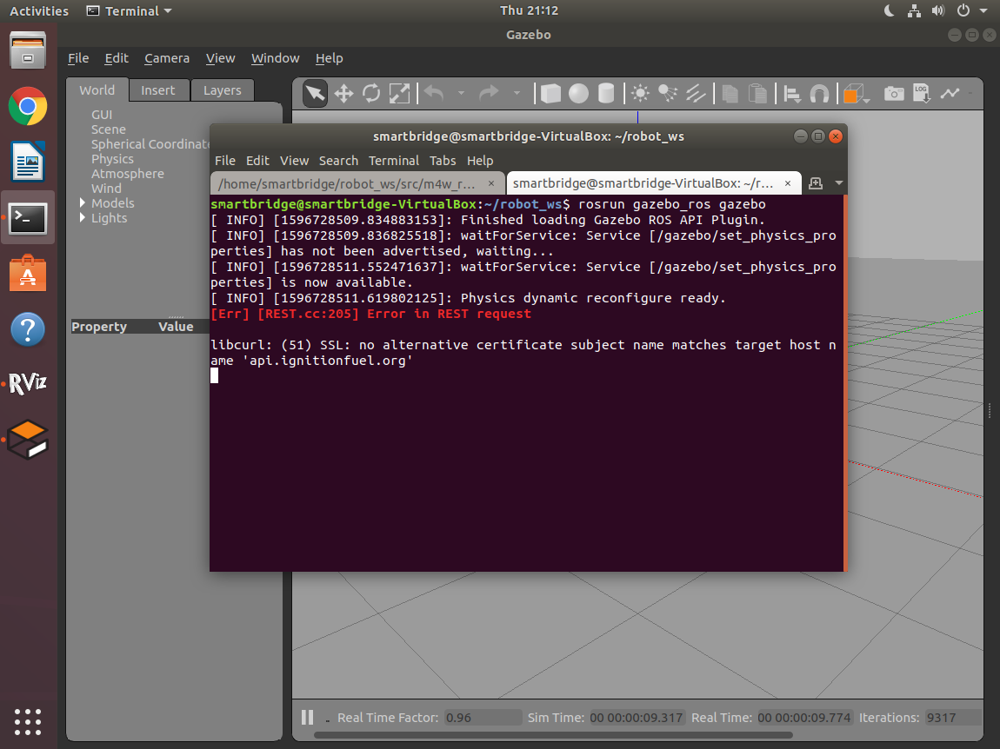 Activities Terminal Thu 21:12
Gazebo
File Edit Camera View Window Help
World Insert Layers
LOG
GUI
Scene
Spherical Coordinate
Physics
Atmosphere
Wind
Models
Lights
Property Value
smartbridge@smartbridge-VirtualBox: ~/robot_ws
File Edit View Search Terminal Tabs Help
/home/smartbridge/robot_ws/src/m4w_r... × smartbridge@smartbridge-VirtualBox: ~/r... ×
smartbridge@smartbridge-VirtualBox:~/robot_ws$ rosrun gazebo_ros gazebo
[ INFO] [1596728509.834883153]: Finished loading Gazebo ROS API Plugin.
[ INFO] [1596728509.836825518]: waitForService: Service [/gazebo/set_physics_pro
perties] has not been advertised, waiting...
[ INFO] [1596728511.552471637]: waitForService: Service [/gazebo/set_physics_pro
perties] is now available.
[ INFO] [1596728511.619802125]: Physics dynamic reconfigure ready.
[Err] [REST.cc:205] Error in REST request
libcurl: (51) SSL: no alternative certificate subject name matches target host n
ame 'api.ignitionfuel.org'
RViz
Real Time Factor: 0.96 Sim Time: 00 00:00:09.317 Real Time: 00 00:00:09.774 Iterations: 9317